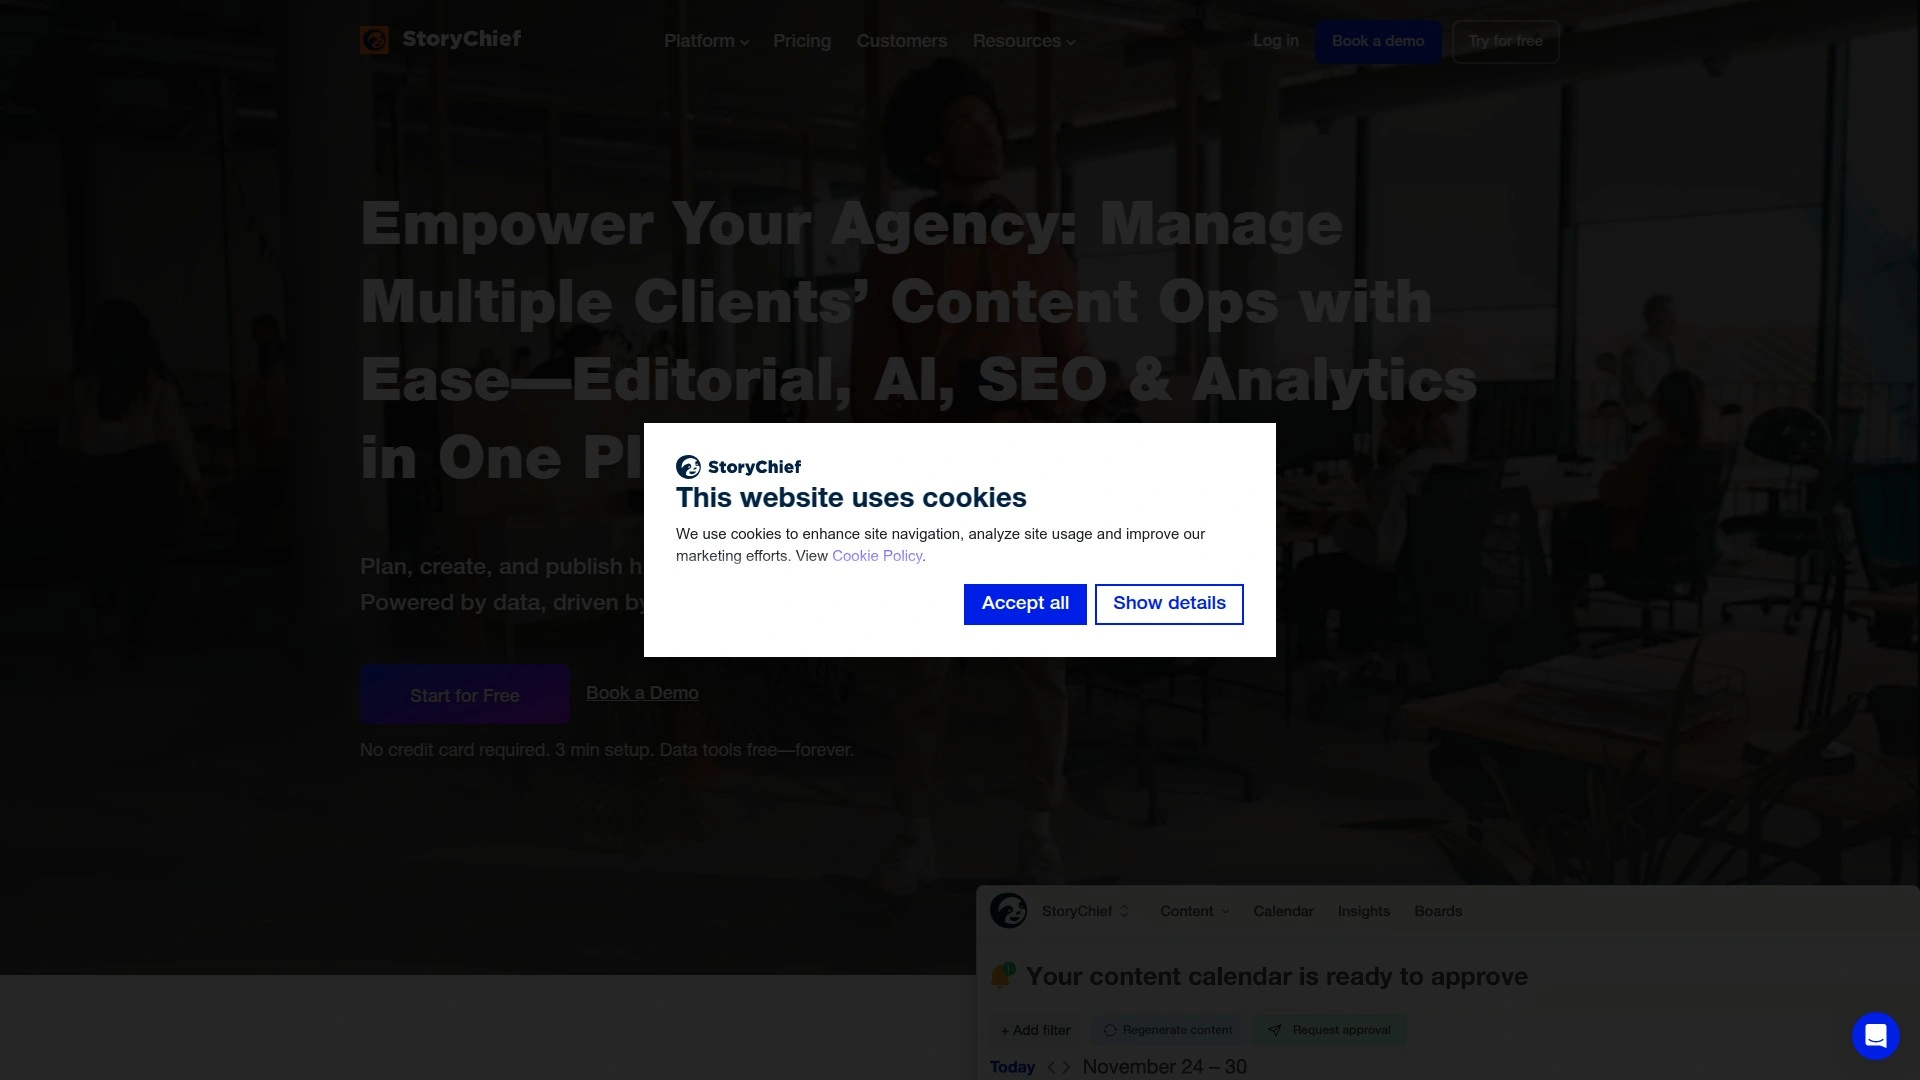 StoryChief
Platform
Pricing
Customers
Resources
Log in
Book a demo
Try for free
Empower Your Agency: Manage
Multiple Clients’ Content Ops with
Ease—Editorial, AI, SEO & Analytics
in One Pl
StoryChief
This website uses cookies
We use cookies to enhance site navigation, analyze site usage and improve our
marketing efforts. View Cookie Policy.
Accept all
Show details
Plan, create, and publish h
Powered by data, driven by
Start for Free
Book a Demo
No credit card required. 3 min setup. Data tools free—forever.
StoryChief
Content
Calendar
Insights
Boards
Your content calendar is ready to approve
+ Add filter
Regenerate content
Request approval
Today
November 24 – 30